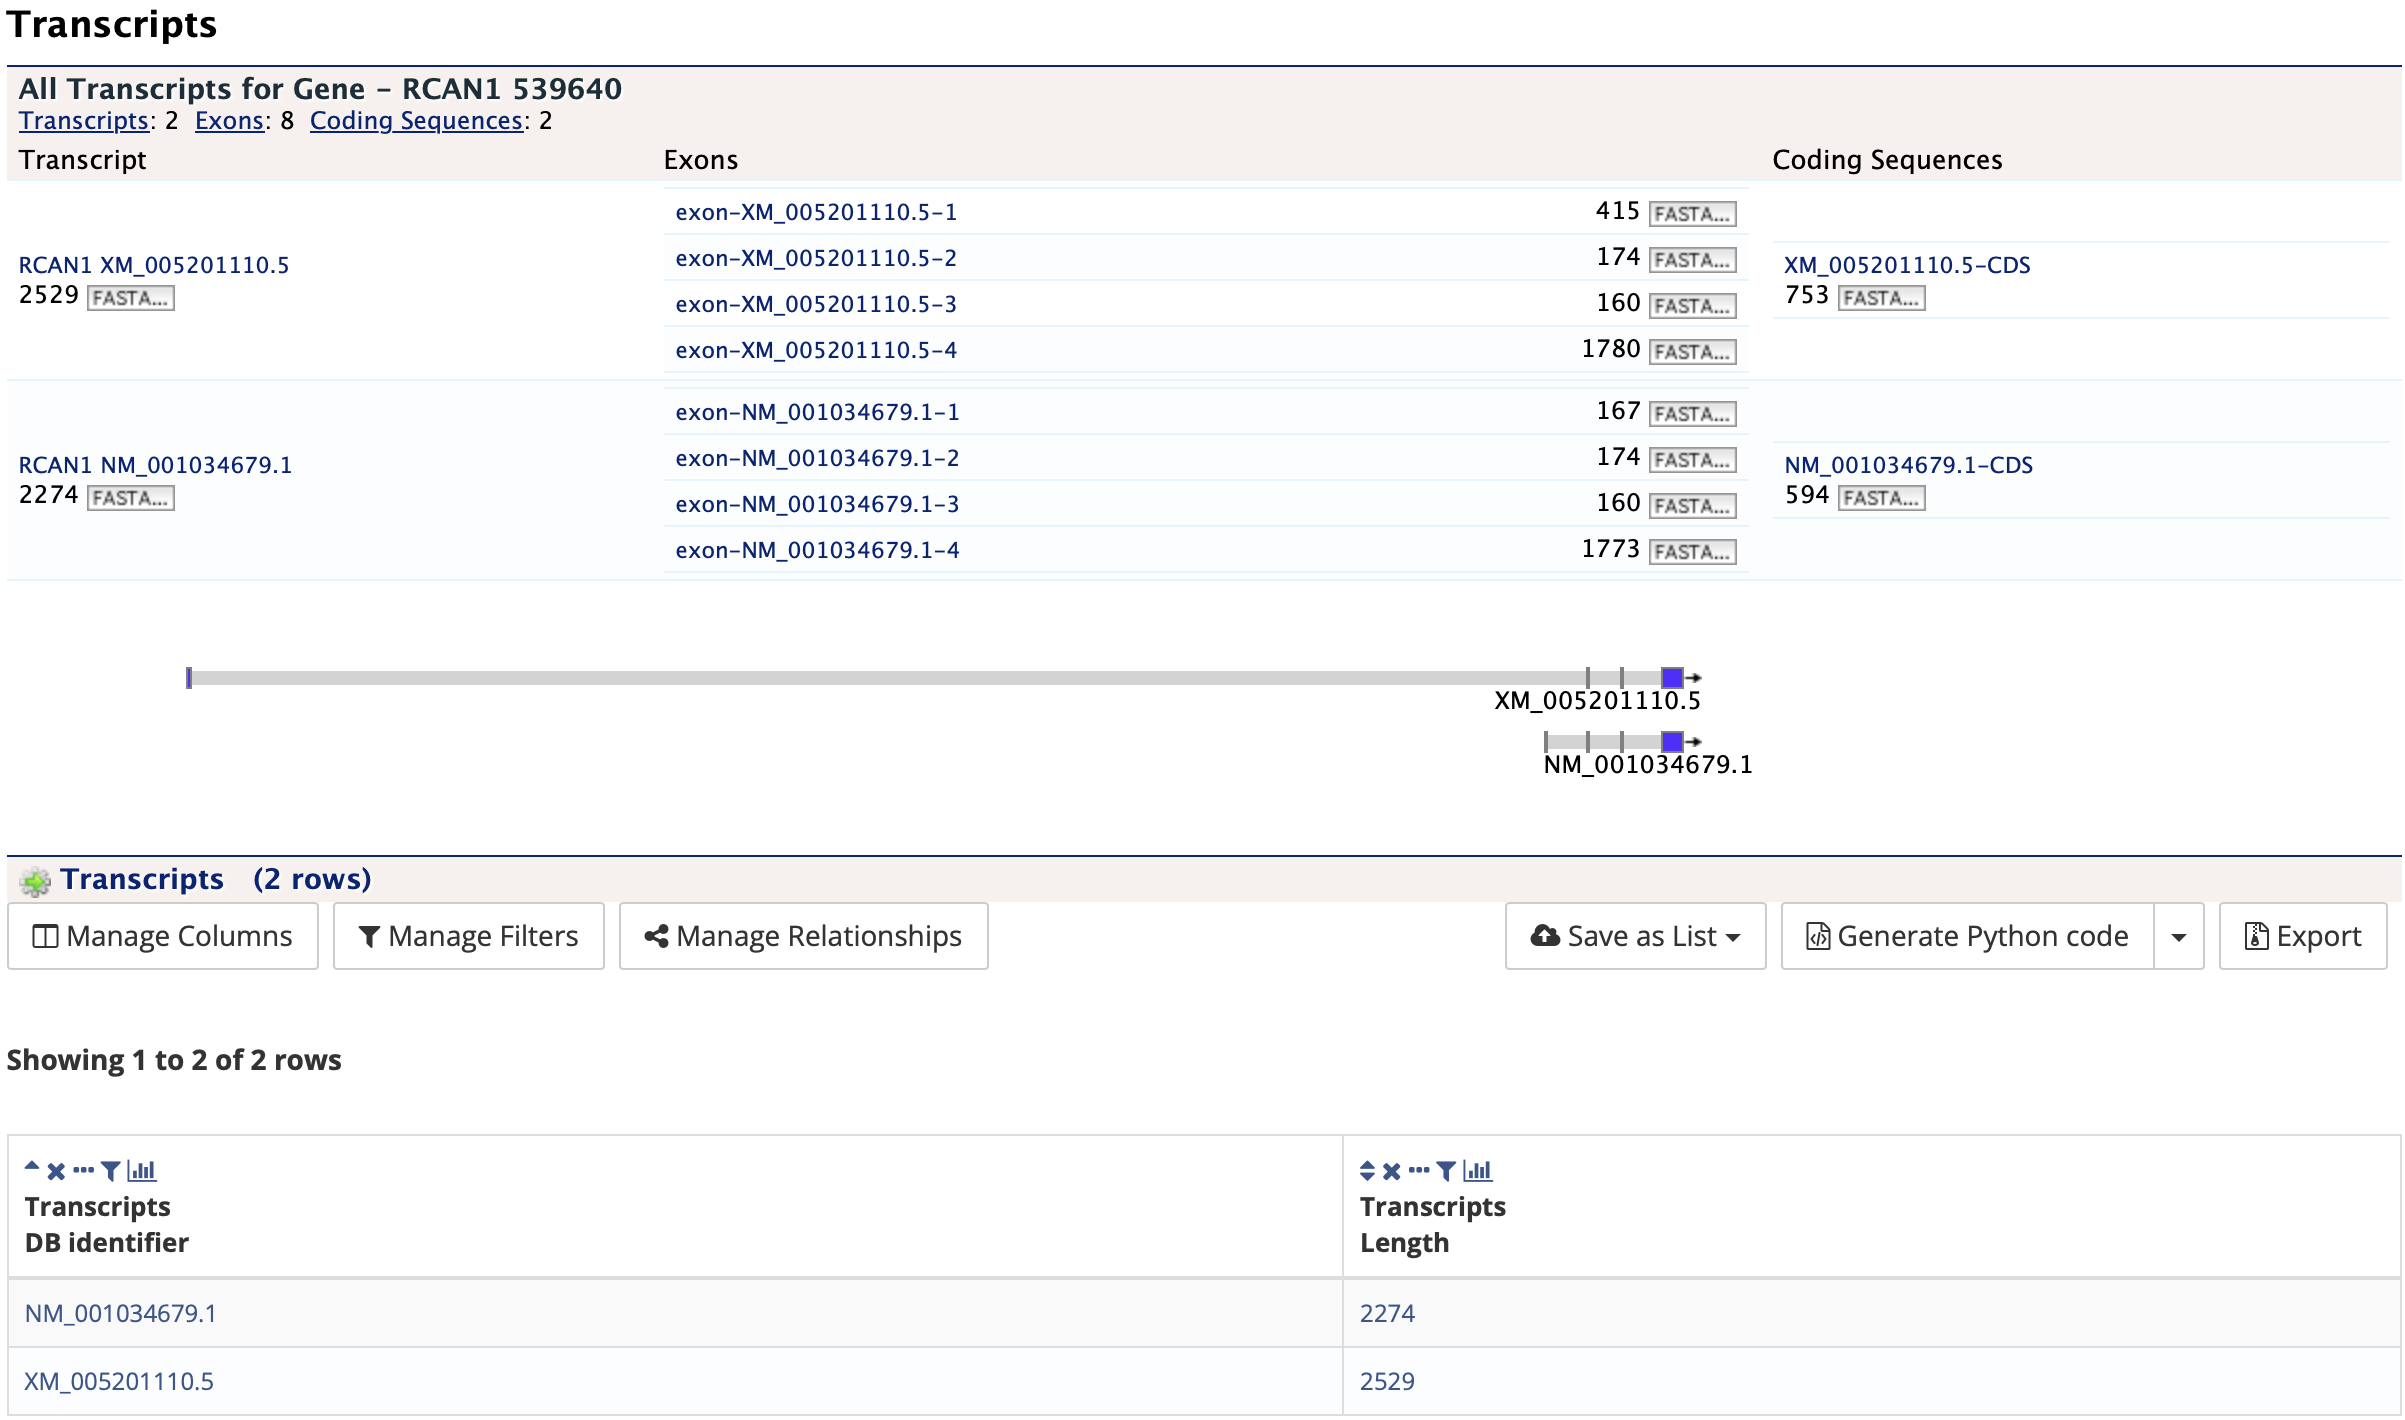 Transcripts
All Transcripts for Gene - RCAN1 539640
Transcripts: 2 Exons: 8 Coding Sequences: 2
Transcript Exons Coding Sequences
RCAN1 XM_005201110.5
2529 FASTA...
exon-XM_005201110.5-1 415 FASTA...
exon-XM_005201110.5-2 174 FASTA...
exon-XM_005201110.5-3 160 FASTA...
exon-XM_005201110.5-4 1780 FASTA...
XM_005201110.5-CDS
753 FASTA...
RCAN1 NM_001034679.1
2274 FASTA...
exon-NM_001034679.1-1 167 FASTA...
exon-NM_001034679.1-2 174 FASTA...
exon-NM_001034679.1-3 160 FASTA...
exon-NM_001034679.1-4 1773 FASTA...
NM_001034679.1-CDS
594 FASTA...
XM_005201110.5
NM_001034679.1
Transcripts (2 rows)
Manage Columns Manage Filters Manage Relationships Save as List Generate Python code Export
Showing 1 to 2 of 2 rows
Transcripts
DB identifier
Transcripts
Length
NM_001034679.1 2274
XM_005201110.5 2529